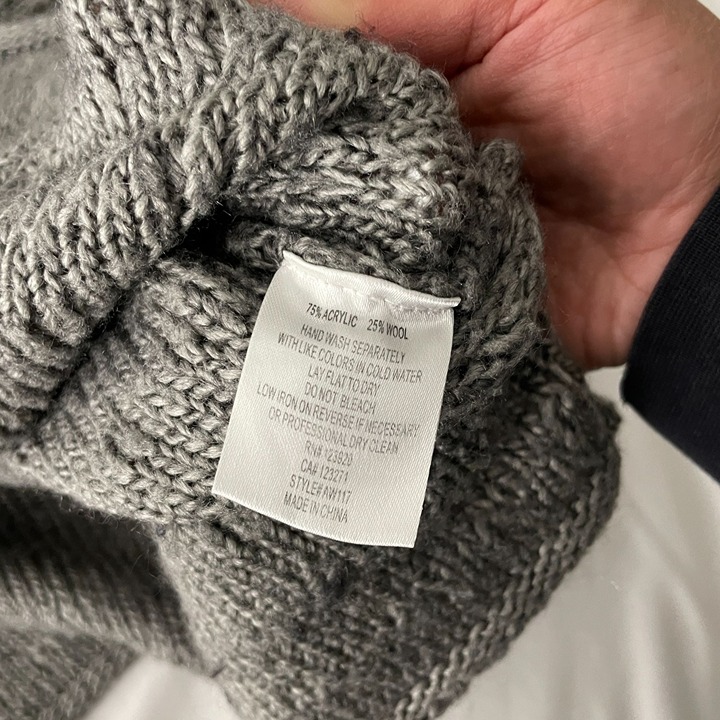 75% ACRYLIC 25% WOOL
HAND WASH SEPARATELY
WITH LIKE COLORS IN COLD WATER
LAY FLAT TO DRY
DO NOT BLEACH
LOW IRON ON REVERSE IF NECESSARY
OR PROFESSIONAL DRY CLEAN
RN# 123920
CA# 123271
STYLE# AW117
MADE IN CHINA